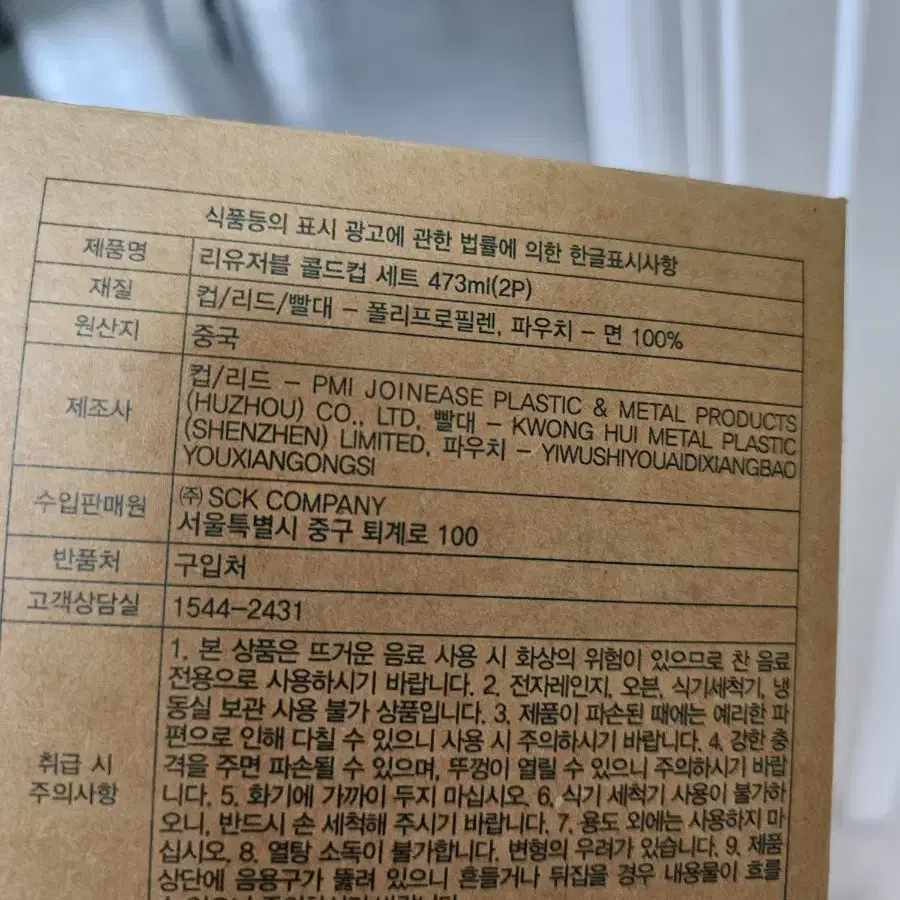 식품등의 표시 광고에 관한 법률에 의한 한글표시사항
제품명 리유저블 콜드컵 세트 473ml(2P)
재질 컵/리드/빨대 - 폴리프로필렌, 파우치 - 면 100%
원산지 중국
제조사
컵/리드 - PMI JOINEASE PLASTIC & METAL PRODUCTS
(HUZHOU) CO., LTD, 빨대 - KWONG HUI METAL PLASTIC
(SHENZHEN) LIMITED, 파우치 - YIWUSHIYOUAIDIXIANGBAO
YOUXIANGONGSI
수입판매원
㈜ SCK COMPANY
서울특별시 중구 퇴계로 100
반품처 구입처
고객상담실 1544-2431
취급 시
주의사항
1. 본 상품은 뜨거운 음료 사용 시 화상의 위험이 있으므로 찬 음료
전용으로 사용하시기 바랍니다. 2. 전자레인지, 오븐, 식기세척기, 냉
동실 보관 사용 불가 상품입니다. 3. 제품이 파손된 때에는 예리한 파
편으로 인해 다칠 수 있으니 사용 시 주의하시기 바랍니다. 4. 강한 충
격을 주면 파손될 수 있으며, 뚜껑이 열릴 수 있으니 주의하시기 바랍
니다. 5. 화기에 가까이 두지 마십시오. 6. 식기 세척기 사용이 불가하
오니, 반드시 손 세척해 주시기 바랍니다. 7. 용도 외에는 사용하지 마
십시오. 8. 열탕 소독이 불가합니다. 변형의 우려가 있습니다. 9. 제품
상단에 음용구가 뚫려 있으니 흔들거나 뒤집을 경우 내용물이 흐를